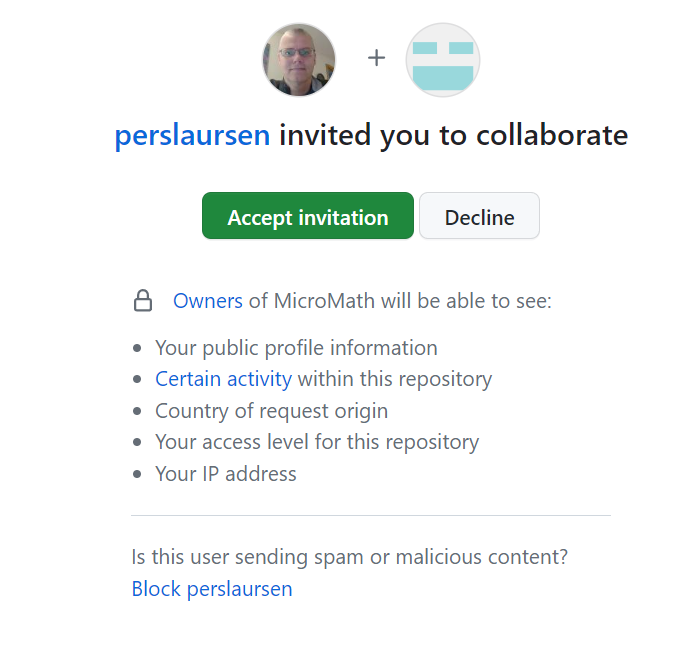 perslaursen invited you to collaborate
Accept invitation
Decline
Owners of MicroMath will be able to see:
Your public profile information
Certain activity within this repository
Country of request origin
Your access level for this repository
Your IP address
Is this user sending spam or malicious content?
Block perslaursen